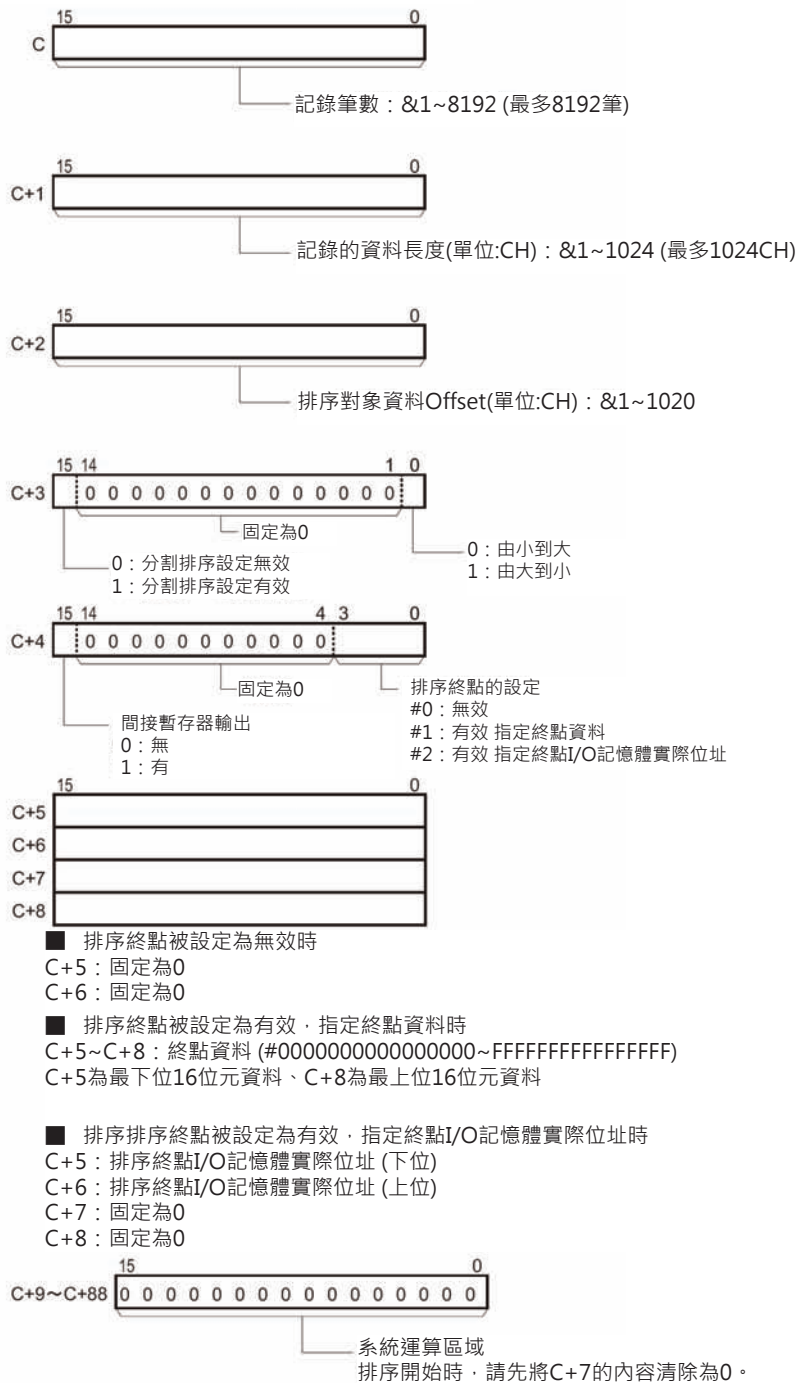 15 0
C
記錄筆數：&1~8192 (最多8192筆)
15 0
C+1
記錄的資料長度(單位:CH)：&1~1024 (最多1024CH)
15 0
C+2
排序對象資料Offset(單位:CH)：&1~1020
15 14 1 0
C+3 0 0 0 0 0 0 0 0 0 0 0 0 0 0
固定為0
0：分割排序設定無效
1：分割排序設定有效
0：由小到大
1：由大到小
15 14 4 3 0
C+4 0 0 0 0 0 0 0 0 0 0 0
固定為0
間接暫存器輸出
0：無
1：有
排序終點的設定
#0：無效
#1：有效 指定終點資料
#2：有效 指定終點I/O記憶體實際位址
15 0
C+5
C+6
C+7
C+8
■ 排序終點被設定為無效時
C+5：固定為0
C+6：固定為0
■ 排序終點被設定為有效，指定終點資料時
C+5~C+8：終點資料 (#0000000000000000~FFFFFFFFFFFFFFFF)
C+5為最下位16位元資料、C+8為最上位16位元資料
■ 排序排序終點被設定為有效，指定終點I/O記憶體實際位址時
C+5：排序終點I/O記憶體實際位址 (下位)
C+6：排序終點I/O記憶體實際位址 (上位)
C+7：固定為0
C+8：固定為0
15 0
C+9～C+88 0 0 0 0 0 0 0 0 0 0 0 0 0 0 0 0
系統運算區域
排序開始時，請先將C+7的內容清除為0。